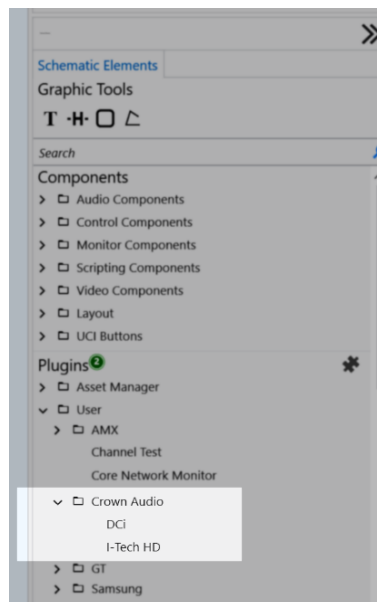 Schematic Elements
Graphic Tools
T ·H·
Search
Components
Audio Components
Control Components
Monitor Components
Scripting Components
Video Components
Layout
UCI Buttons
Plugins 2
Asset Manager
User
AMX
Channel Test
Core Network Monitor
Crown Audio
DCi
I-Tech HD
GT
Samsung